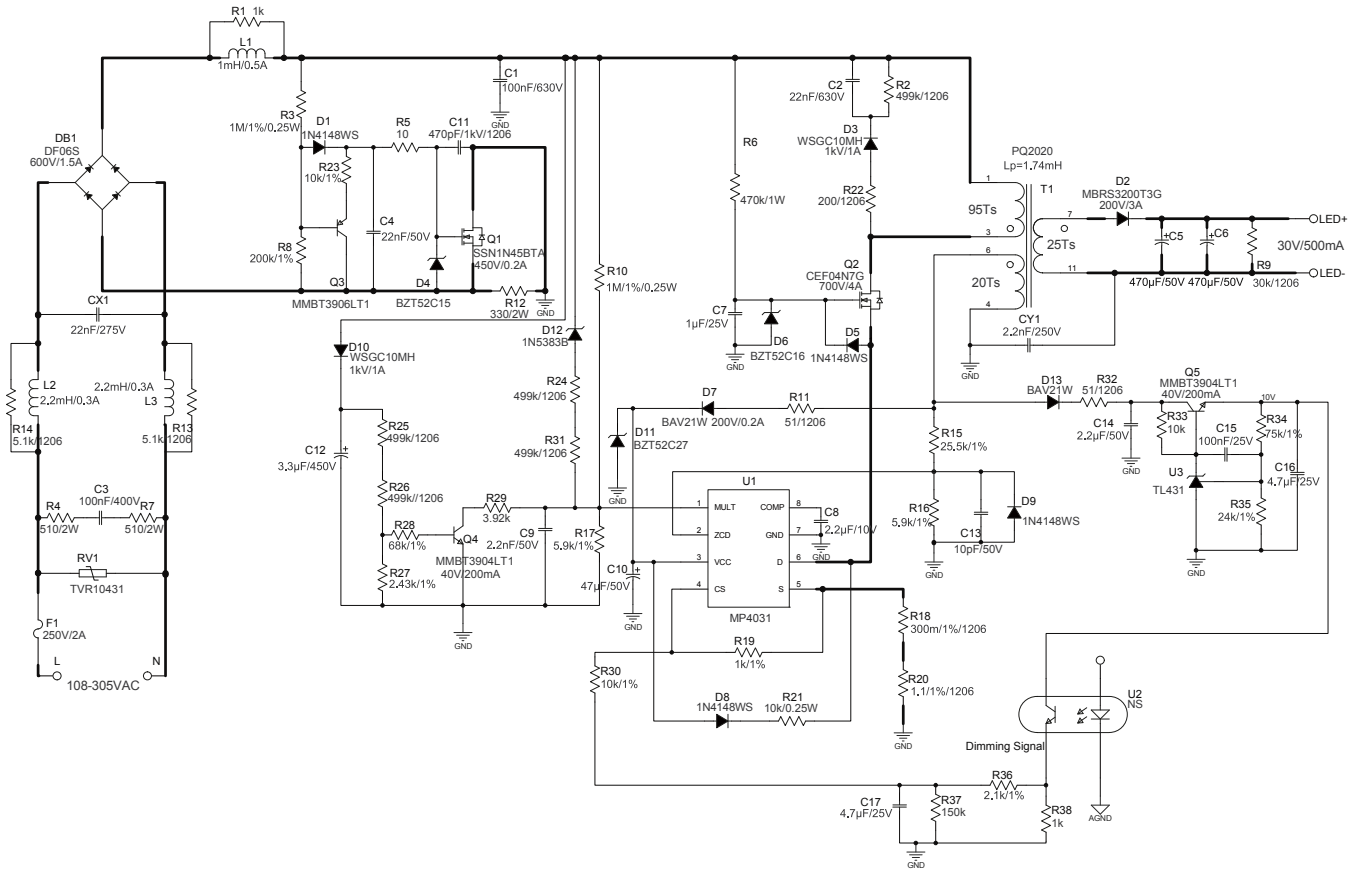 R1 1k
L1
1mH/0.5A
C1
100nF/630V
GND
R3
1M/1%/0.25W
D1
1N4148WS
R5
10
C11
470pF/1kV/1206
C2
22nF/630V
R2
499k/1206
D3
WSGC10MH
1kV/1A
R6
470k/1W
DB1
DF06S
600V/1.5A
R23
10k/1%
C4
22nF/50V
R22
200/1206
PQ2020
Lp=1.74mH
T1
1
95Ts
3
6
20Ts
4
7
25Ts
11
D2
MBRS3200T3G
200V/3A
C5
470µF/50V
C6
470µF/50V
R9
30k/1206
LED+
30V/500mA
LED-
R8
200k/1%
Q3
MMBT3906LT1
Q1
SSN1N45BTA
450V/0.2A
D4
BZT52C15
R12
330/2W
GND
R10
1M/1%/0.25W
Q2
CEF04N7G
700V/4A
CX1
22nF/275V
C7
1µF/25V
GND
D6
BZT52C16
GND
D5
1N4148WS
CY1
2.2nF/250V
GND
D10
WSGC10MH
1kV/1A
D12
1N5383B
R24
499k/1206
R31
499k/1206
L2
2.2mH/0.3A
2.2mH/0.3A
L3
R14
5.1k/1206
R13
5.1k/1206
D7
BAV21W 200V/0.2A
R11
51/1206
D11
BZT52C27
GND
D13
BAV21W
R32
51/1206
Q5
MMBT3904LT1
40V/200mA
10V
C14
2.2µF/50V
GND
R33
10k
C15
100nF/25V
R34
75k/1%
C16
4.7µF/25V
U3
TL431
R35
24k/1%
GND
R25
499k/1206
C12
3.3µF/450V
R26
499k//1206
R15
25.5k/1%
R16
5.9k/1%
C13
10pF/50V
D9
1N4148WS
GND
C3
100nF/400V
R4
510/2W
R7
510/2W
R28
68k/1%
R29
3.92k
Q4
MMBT3904LT1
40V/200mA
C9
2.2nF/50V
R17
5.9k/1%
R27
2.43k/1%
GND
U1
1 MULT COMP 8
2 ZCD GND 7
3 VCC D 6
4 CS S 5
MP4031
C8
2.2µF/10V
GND
C10
47µF/50V
GND
RV1
TVR10431
F1
250V/2A
L N
108-305VAC
R18
300m/1%/1206
R20
1.1/1%/1206
GND
R19
1k/1%
R30
10k/1%
D8
1N4148WS
R21
10k/0.25W
U2
NS
Dimming Signal
R36
2.1k/1%
C17
4.7µF/25V
R37
150k
R38
1k
GND
AGND